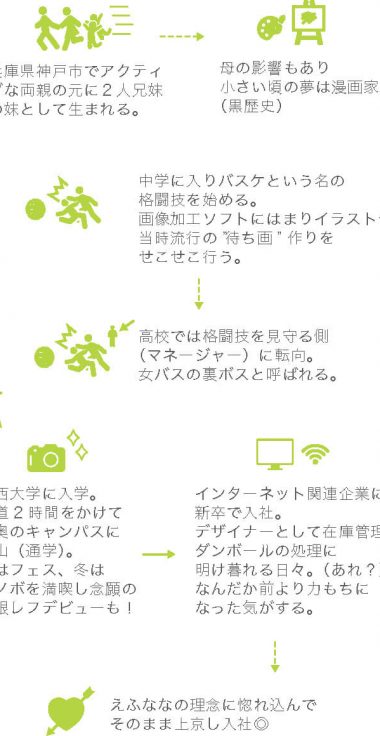 庫県神戸市でアクティ
な両親の元に2人兄妹
妹として生まれる。
母の影響もあり
小さい頃の夢は漫画家
（黒歴史）
中学に入りバスケという名の
格闘技を始める。
画像加工ソフトにはまりイラスト
当時流行の"待ち画"作りを
せこせこ行う。
高校では格闘技を見守る側
（マネージャー）に転向。
女バスの裏ボスと呼ばれる。
西大学に入学。
道2時間をかけて
奥のキャンパスに
山（通学）。
はフェス、冬は
ノボを満喫し念願の
眼レフデビューも！
インターネット関連企業に
新卒で入社。
デザイナーとして在庫管理
ダンボールの処理に
明け暮れる日々。（あれ？）
なんだか前より力もちに
なった気がする。
えふななの理念に惚れ込んで
そのまま上京し入社◎